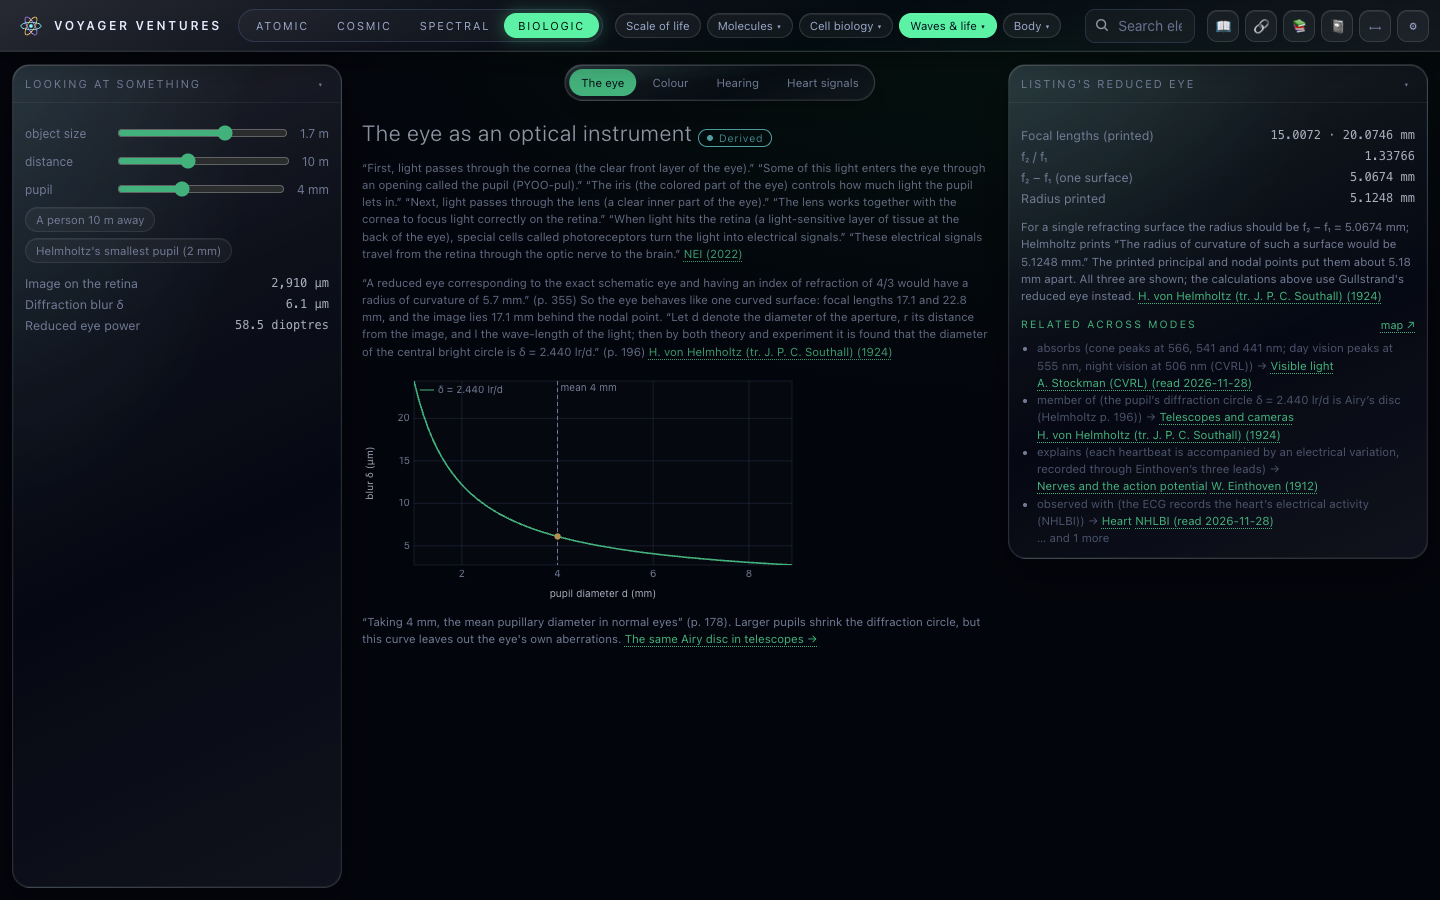 VOYAGER VENTURES
ATOMIC COSMIC SPECTRAL BIOLOGIC
Scale of life Molecules Cell biology Waves & life Body
Search ele
LOOKING AT SOMETHING
object size 1.7 m
distance 10 m
pupil 4 mm
A person 10 m away
Helmholtz's smallest pupil (2 mm)
Image on the retina 2,910 µm
Diffraction blur δ 6.1 µm
Reduced eye power 58.5 dioptres
The eye Colour Hearing Heart signals
The eye as an optical instrument Derived
“First, light passes through the cornea (the clear front layer of the eye).” “Some of this light enters the eye through
an opening called the pupil (PYOO-pul).” “The iris (the colored part of the eye) controls how much light the pupil
lets in.” “Next, light passes through the lens (a clear inner part of the eye).” “The lens works together with the
cornea to focus light correctly on the retina.” “When light hits the retina (a light-sensitive layer of tissue at the
back of the eye), special cells called photoreceptors turn the light into electrical signals.” “These electrical signals
travel from the retina through the optic nerve to the brain.” NEI (2022)
“A reduced eye corresponding to the exact schematic eye and having an index of refraction of 4/3 would have a
radius of curvature of 5.7 mm.” (p. 355) So the eye behaves like one curved surface: focal lengths 17.1 and 22.8
mm, and the image lies 17.1 mm behind the nodal point. “Let d denote the diameter of the aperture, r its distance
from the image, and l the wave-length of the light; then by both theory and experiment it is found that the diameter
of the central bright circle is δ = 2.440 lr/d.” (p. 196) H. von Helmholtz (tr. J. P. C. Southall) (1924)
δ = 2.440 lr/d
mean 4 mm
20
15
10
5
blur δ (µm)
2 4 6 8
pupil diameter d (mm)
“Taking 4 mm, the mean pupillary diameter in normal eyes” (p. 178). Larger pupils shrink the diffraction circle, but
this curve leaves out the eye's own aberrations. The same Airy disc in telescopes →
LISTING'S REDUCED EYE
Focal lengths (printed) 15.0072 · 20.0746 mm
f₂ / f₁ 1.33766
f₂ − f₁ (one surface) 5.0674 mm
Radius printed 5.1248 mm
For a single refracting surface the radius should be f₂ − f₁ = 5.0674 mm;
Helmholtz prints “The radius of curvature of such a surface would be
5.1248 mm.” The printed principal and nodal points put them about 5.18
mm apart. All three are shown; the calculations above use Gullstrand's
reduced eye instead. H. von Helmholtz (tr. J. P. C. Southall) (1924)
RELATED ACROSS MODES map ↗
• absorbs (cone peaks at 566, 541 and 441 nm; day vision peaks at
555 nm, night vision at 506 nm (CVRL)) → Visible light
A. Stockman (CVRL) (read 2026-11-28)
• member of (the pupil's diffraction circle δ = 2.440 lr/d is Airy's disc
(Helmholtz p. 196)) → Telescopes and cameras
H. von Helmholtz (tr. J. P. C. Southall) (1924)
• explains (each heartbeat is accompanied by an electrical variation,
recorded through Einthoven's three leads) →
Nerves and the action potential W. Einthoven (1912)
• observed with (the ECG records the heart's electrical activity
(NHLBI)) → Heart NHLBI (read 2026-11-28)
… and 1 more